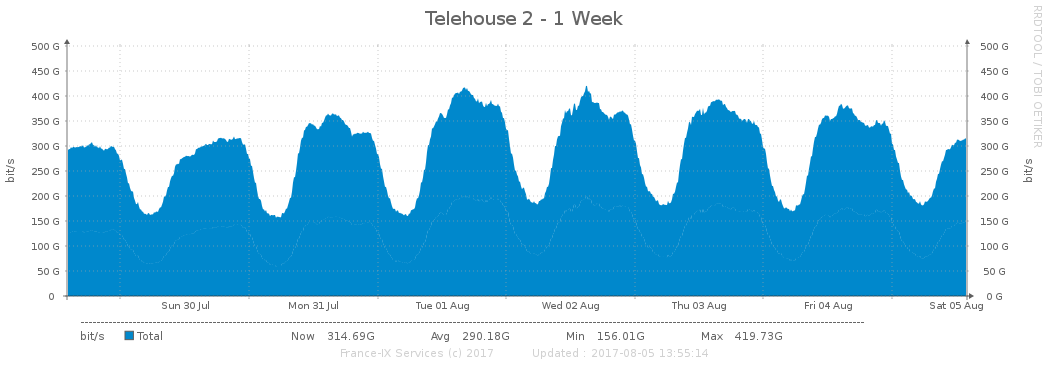 Telehouse 2 - 1 Week
RRDTOOL / TOBI OETIKER
bit/s
bit/s
500 G 500 G
450 G 450 G
400 G 400 G
350 G 350 G
300 G 300 G
250 G 250 G
200 G 200 G
150 G 150 G
100 G 100 G
50 G 50 G
0 0 G
Sun 30 Jul Mon 31 Jul Tue 01 Aug Wed 02 Aug Thu 03 Aug Fri 04 Aug Sat 05 Aug
bit/s Total Now 314.69G Avg 290.18G Min 156.01G Max 419.73G
France-IX Services (c) 2017 Updated : 2017-08-05 13:55:14